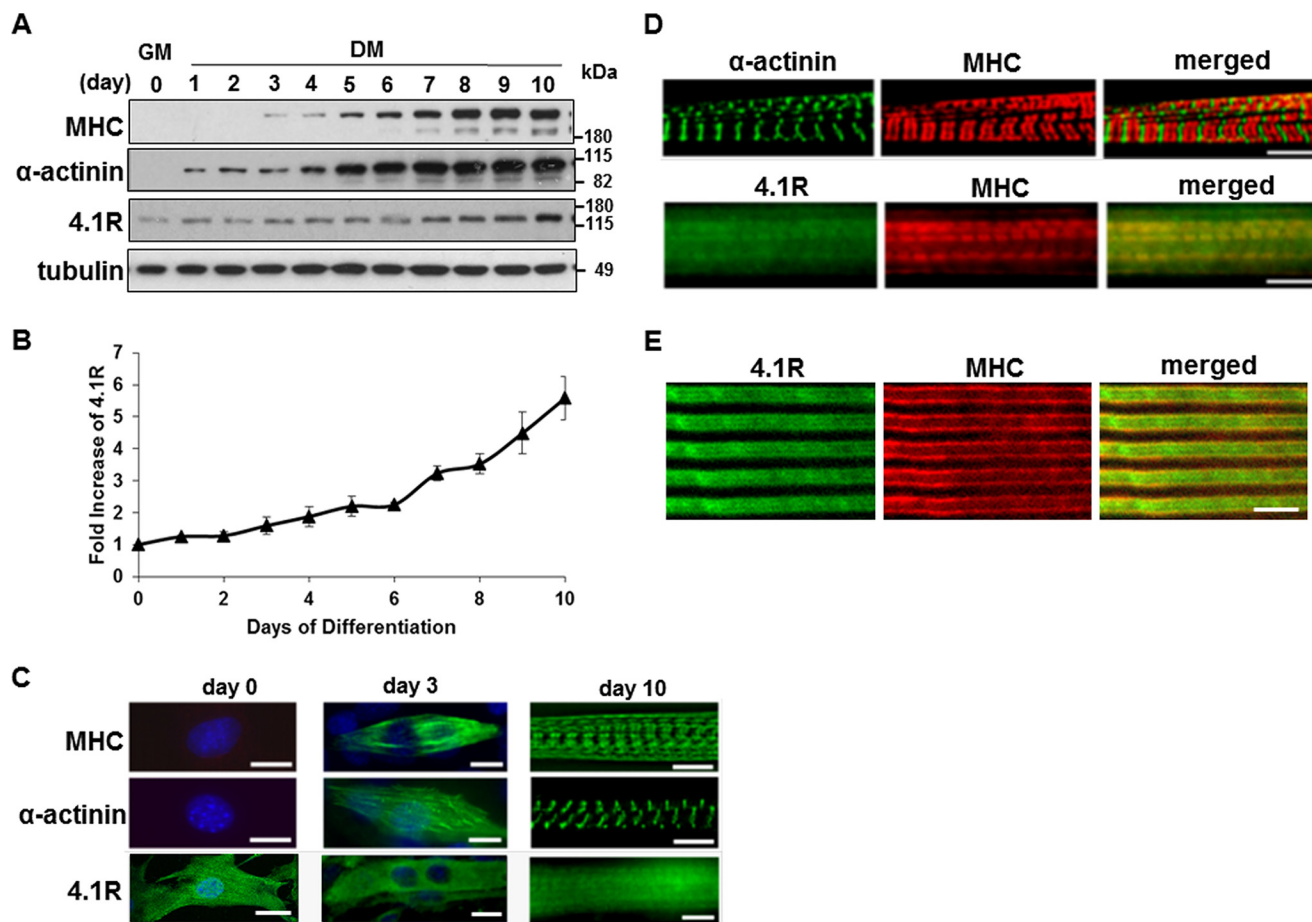 A
GM DM
(day) 0 1 2 3 4 5 6 7 8 9 10 kDa
MHC
180
α-actinin
115
82
4.1R
180
115
tubulin
49
B
Fold Increase of 4.1R
7
6
5
4
3
2
1
0
0 2 4 6 8 10
Days of Differentiation
C
day 0 day 3 day 10
MHC
α-actinin
4.1R
D
α-actinin MHC merged
4.1R MHC merged
E
4.1R MHC merged